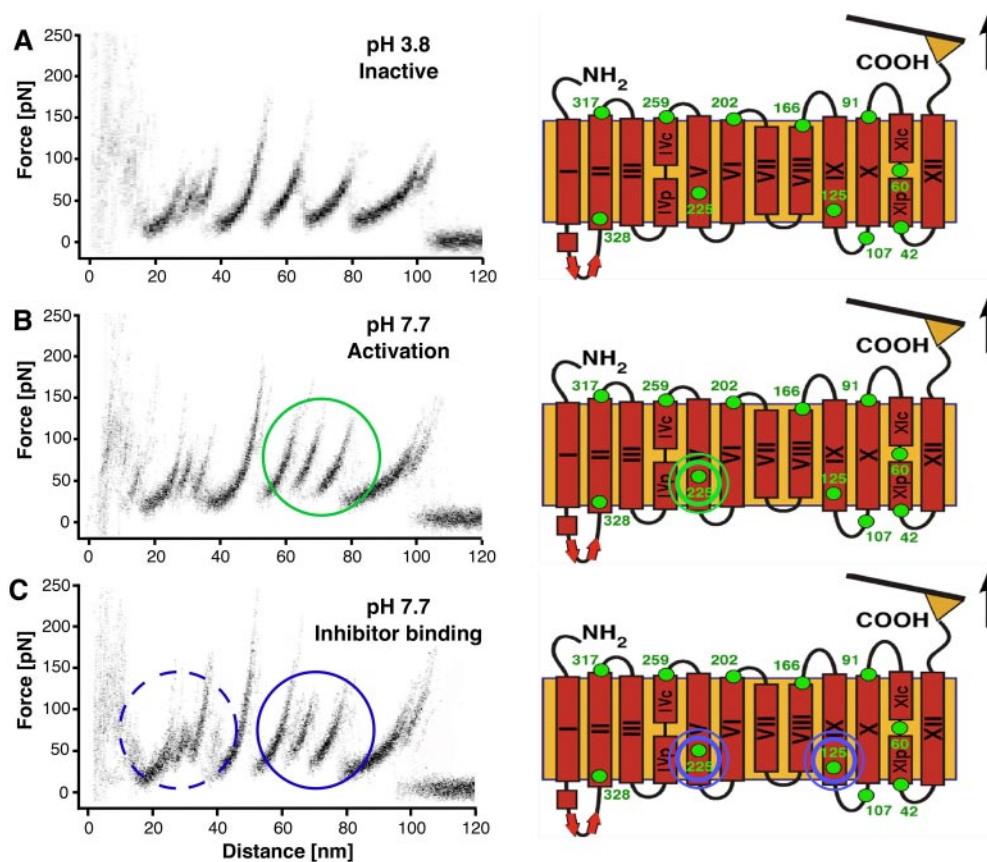 A
pH 3.8
Inactive
Force [pN]
250
200
150
100
50
0
0 20 40 60 80 100 120
NH2
COOH
317 259 202 166 91
I II III IVc IVp V VI VII VIII IX X XIc XIp XII
225 125 60
328 107 42
B
pH 7.7
Activation
Force [pN]
250
200
150
100
50
0
0 20 40 60 80 100 120
NH2
COOH
317 259 202 166 91
I II III IVc IVp V VI VII VIII IX X XIc XIp XII
225 125 60
328 107 42
C
pH 7.7
Inhibitor binding
Force [pN]
250
200
150
100
50
0
0 20 40 60 80 100 120
Distance [nm]
NH2
COOH
317 259 202 166 91
I II III IVc IVp V VI VII VIII IX X XIc XIp XII
225 125 60
328 107 42